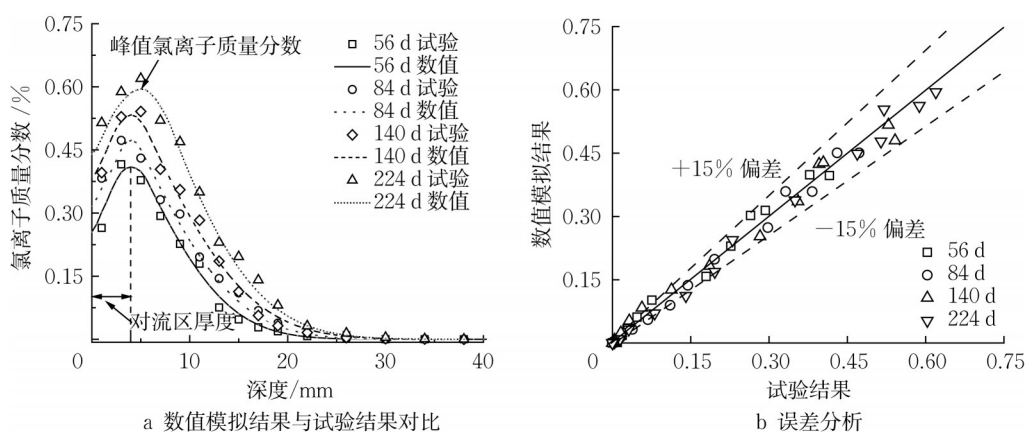 氯离子质量分数/%
0.75
0.60
0.45
0.30
0.15
0
10
20
30
40
深度/mm
峰值氯离子质量分数
对流区厚度
56 d 试验
56 d 数值
84 d 试验
84 d 数值
140 d 试验
140 d 数值
224 d 试验
224 d 数值
a 数值模拟结果与试验结果对比
数值模拟结果
0.75
0.60
0.45
0.30
0.15
0
0.15
0.30
0.45
0.60
0.75
试验结果
+15% 偏差
−15% 偏差
56 d
84 d
140 d
224 d
b 误差分析